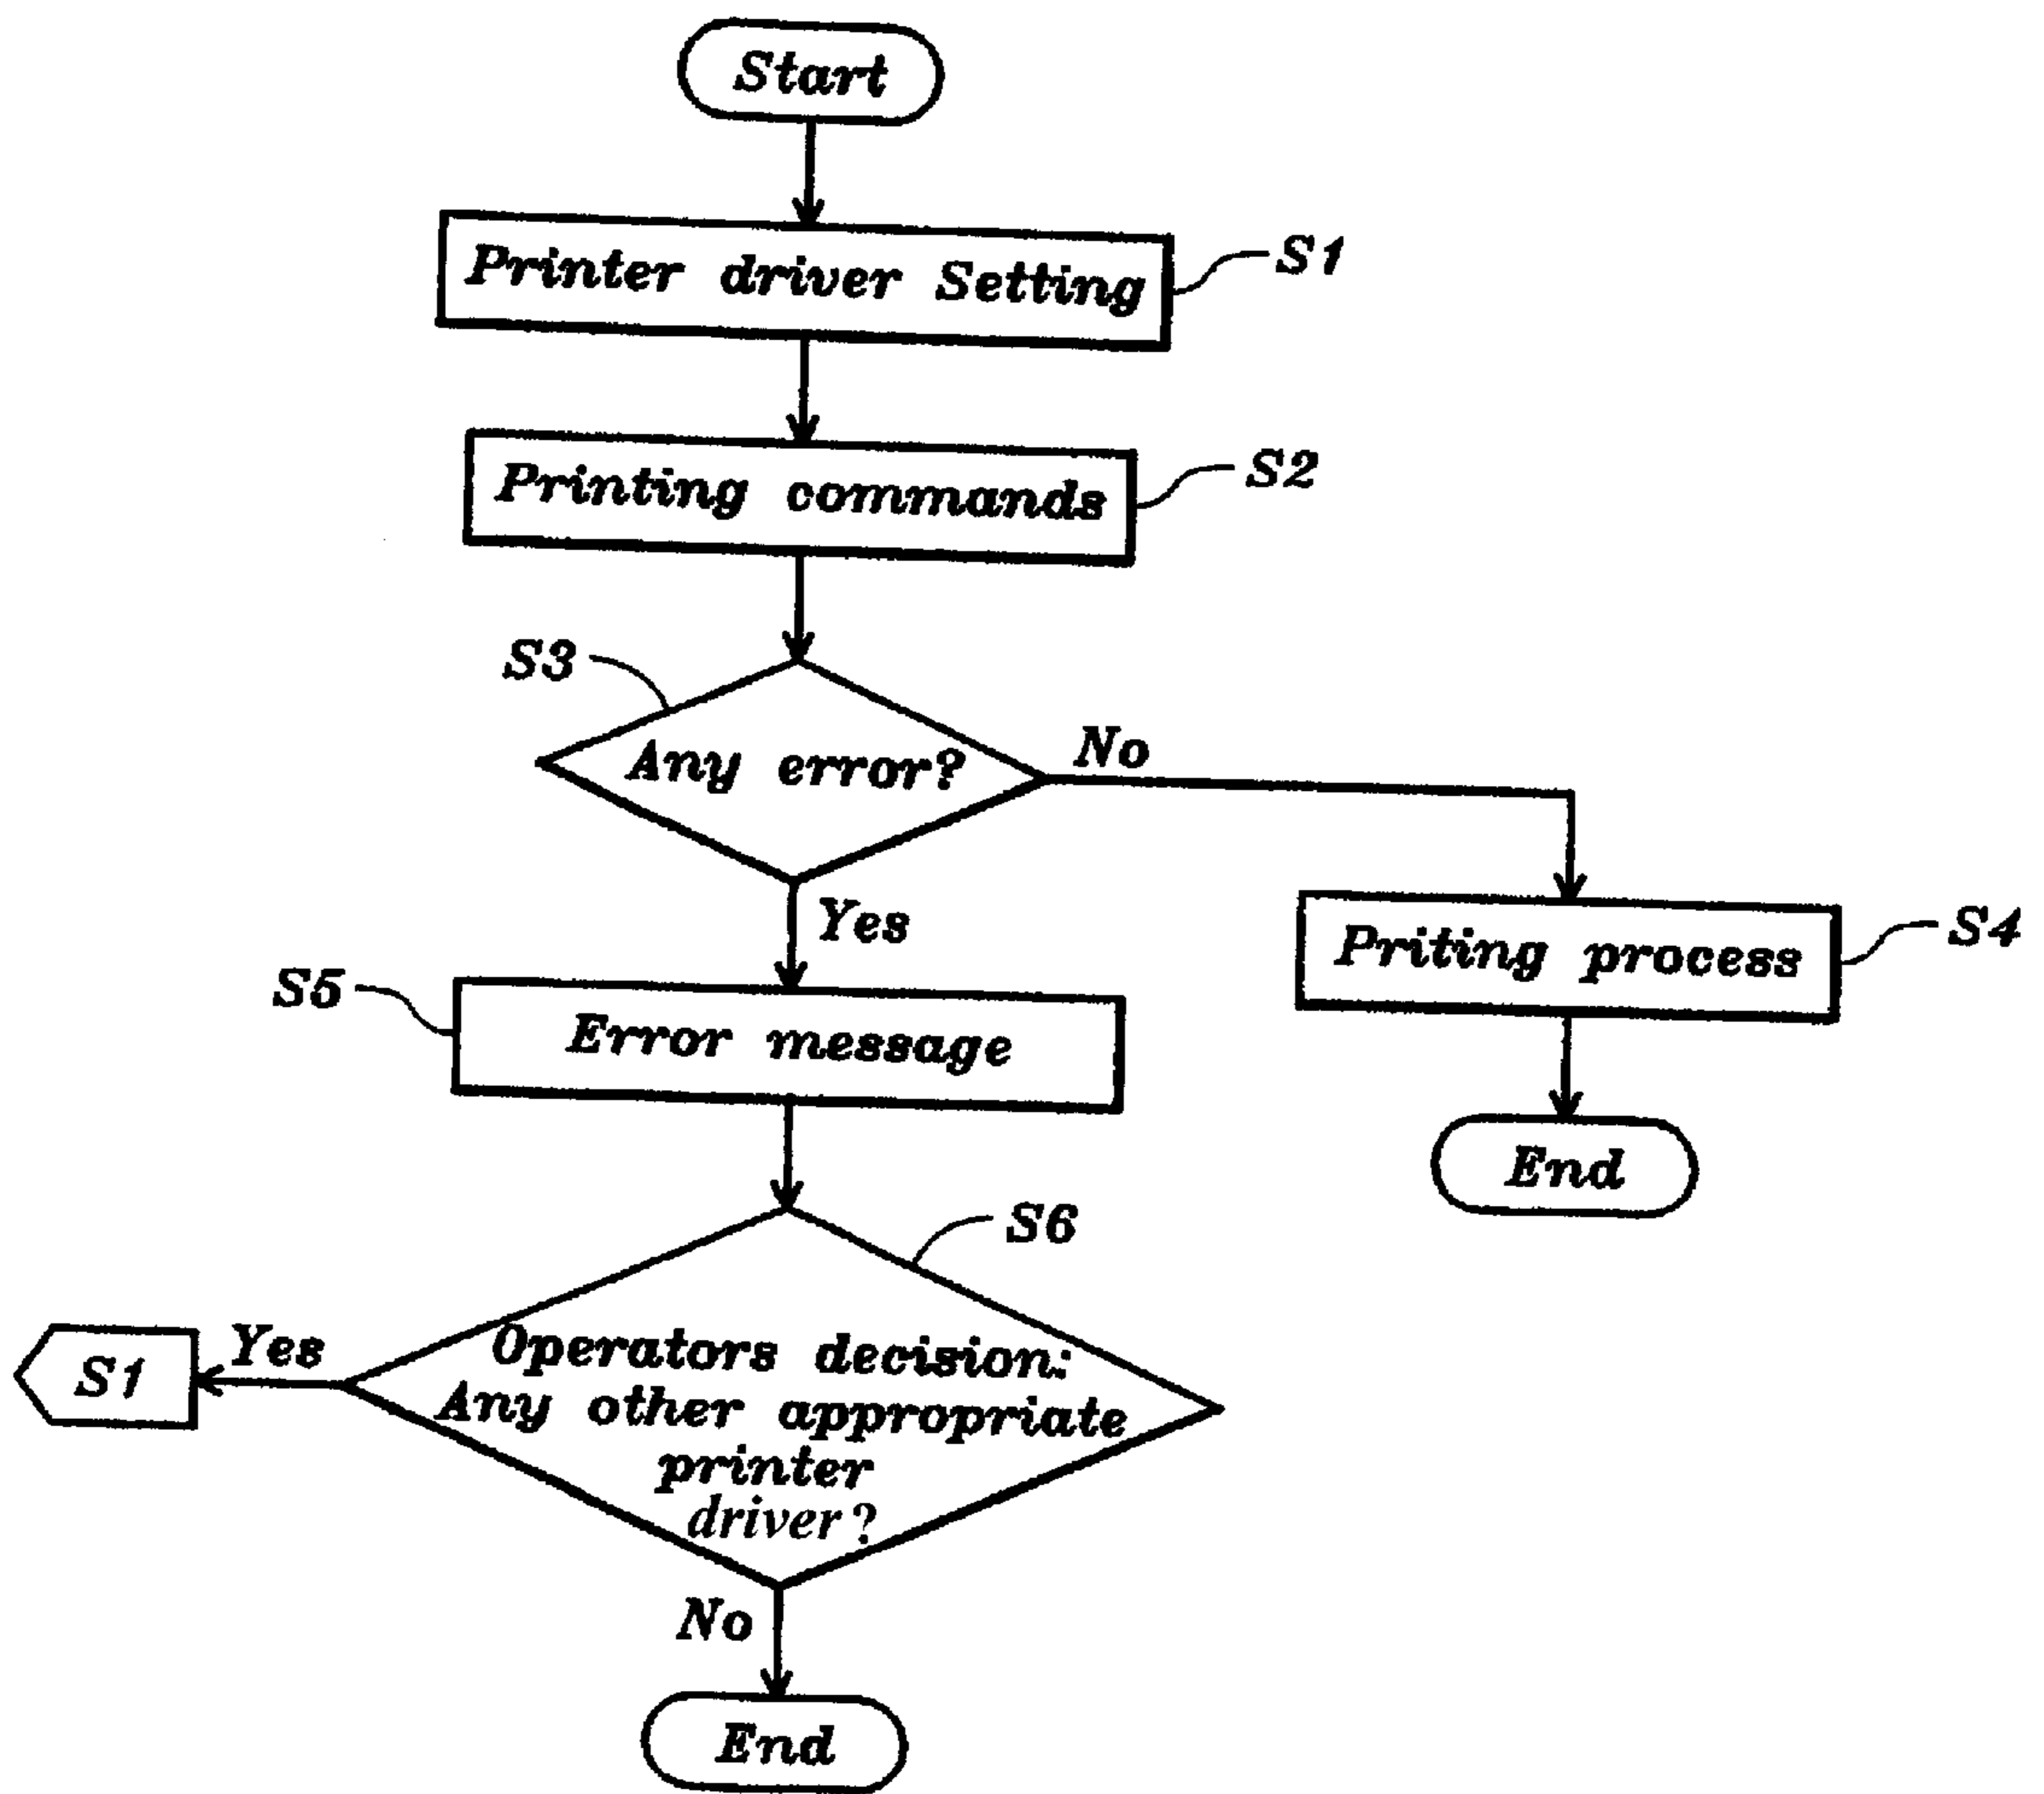 Start
Printer driver Setting
S1
Printing commands
S2
S3
Any error?
No
Yes
Priting process
S4
S5
Error message
End
S6
Operators decision:
Any other appropriate
printer
driver?
Yes
S1
No
End